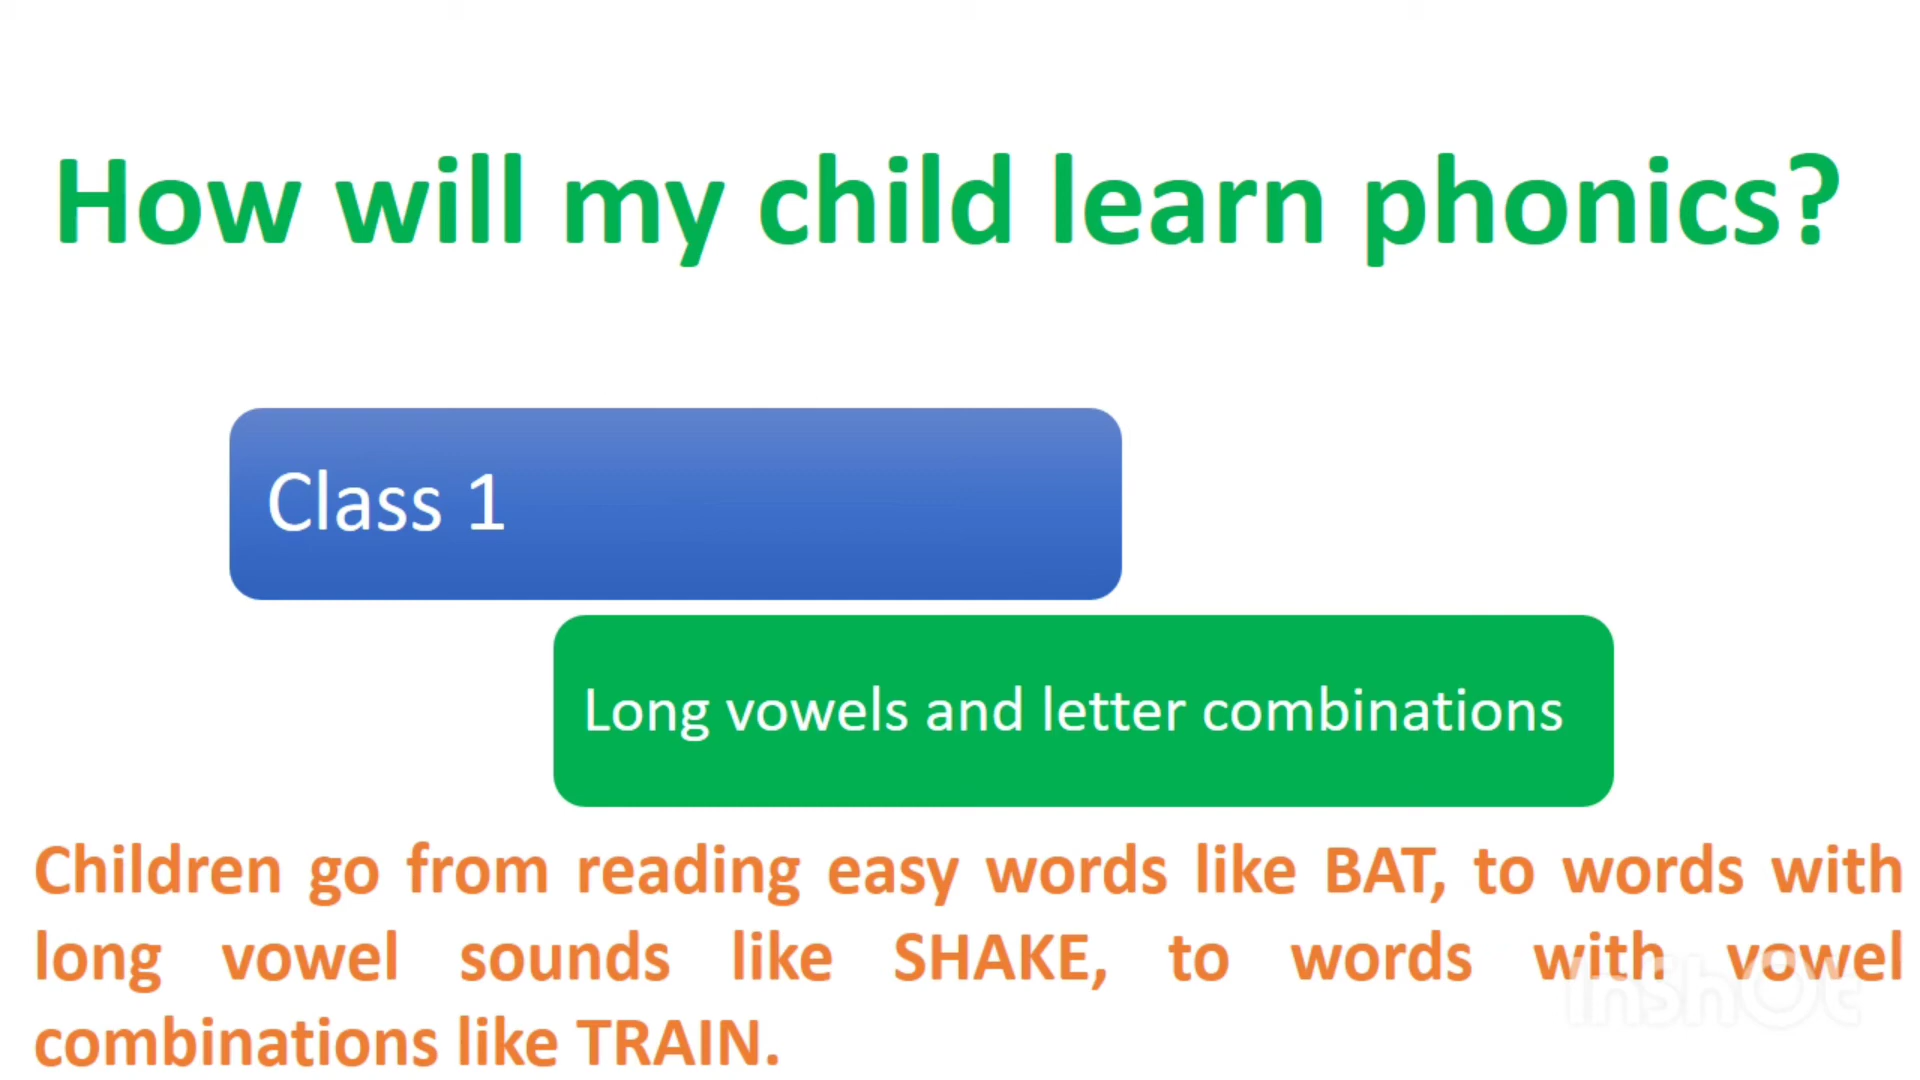 How will my child learn phonics?
Class 1
Long vowels and letter combinations
Children go from reading easy words like BAT, to words with
long vowel sounds like SHAKE, to words with vowel
combinations like TRAIN.
InShOt